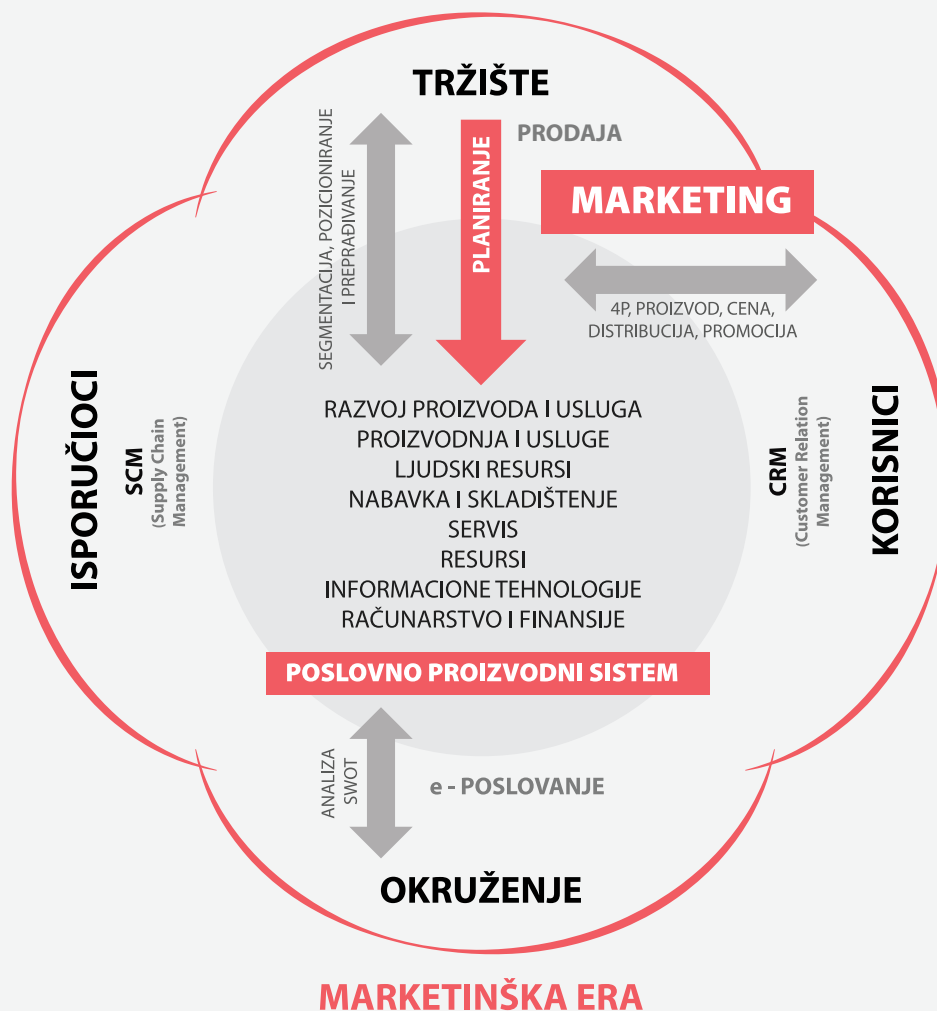 TRŽIŠTE
PRODAJA
PLANIRANJE
SEGMENTACIJA, POZICIONIRANJE
I PREPRAĐIVANJE
MARKETING
4P, PROIZVOD, CENA,
DISTRIBUCIJA, PROMOCIJA
ISPORUČIOCI
SCM
(Supply Chain
Management)
RAZVOJ PROIZVODA I USLUGA
PROIZVODNJA I USLUGE
LJUDSKI RESURSI
NABAVKA I SKLADIŠTENJE
SERVIS
RESURSI
INFORMACIONE TEHNOLOGIJE
RAČUNARSTVO I FINANSIJE
CRM
(Customer Relation
Management)
KORISNICI
POSLOVNO PROIZVODNI SISTEM
ANALIZA
SWOT
e - POSLOVANJE
OKRUŽENJE
MARKETINŠKA ERA